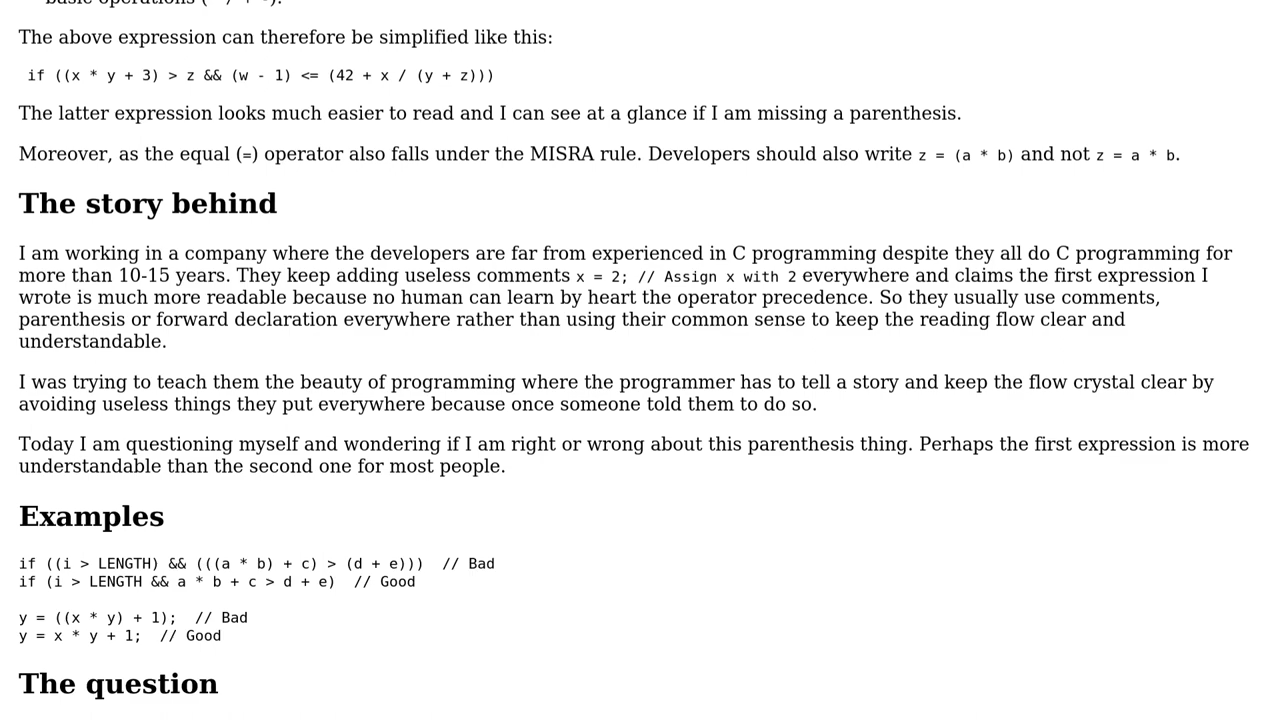 The above expression can therefore be simplified like this:
if ((x * y + 3) > z && (w - 1) <= (42 + x / (y + z)))
The latter expression looks much easier to read and I can see at a glance if I am missing a parenthesis.
Moreover, as the equal (=) operator also falls under the MISRA rule. Developers should also write z = (a * b) and not z = a * b.
The story behind
I am working in a company where the developers are far from experienced in C programming despite they all do C programming for
more than 10-15 years. They keep adding useless comments x = 2; // Assign x with 2 everywhere and claims the first expression I
wrote is much more readable because no human can learn by heart the operator precedence. So they usually use comments,
parenthesis or forward declaration everywhere rather than using their common sense to keep the reading flow clear and
understandable.
I was trying to teach them the beauty of programming where the programmer has to tell a story and keep the flow crystal clear by
avoiding useless things they put everywhere because once someone told them to do so.
Today I am questioning myself and wondering if I am right or wrong about this parenthesis thing. Perhaps the first expression is more
understandable than the second one for most people.
Examples
if ((i > LENGTH) && (((a * b) + c) > (d + e)))  // Bad
if (i > LENGTH && a * b + c > d + e)  // Good
y = ((x * y) + 1);  // Bad
y = x * y + 1;  // Good
The question